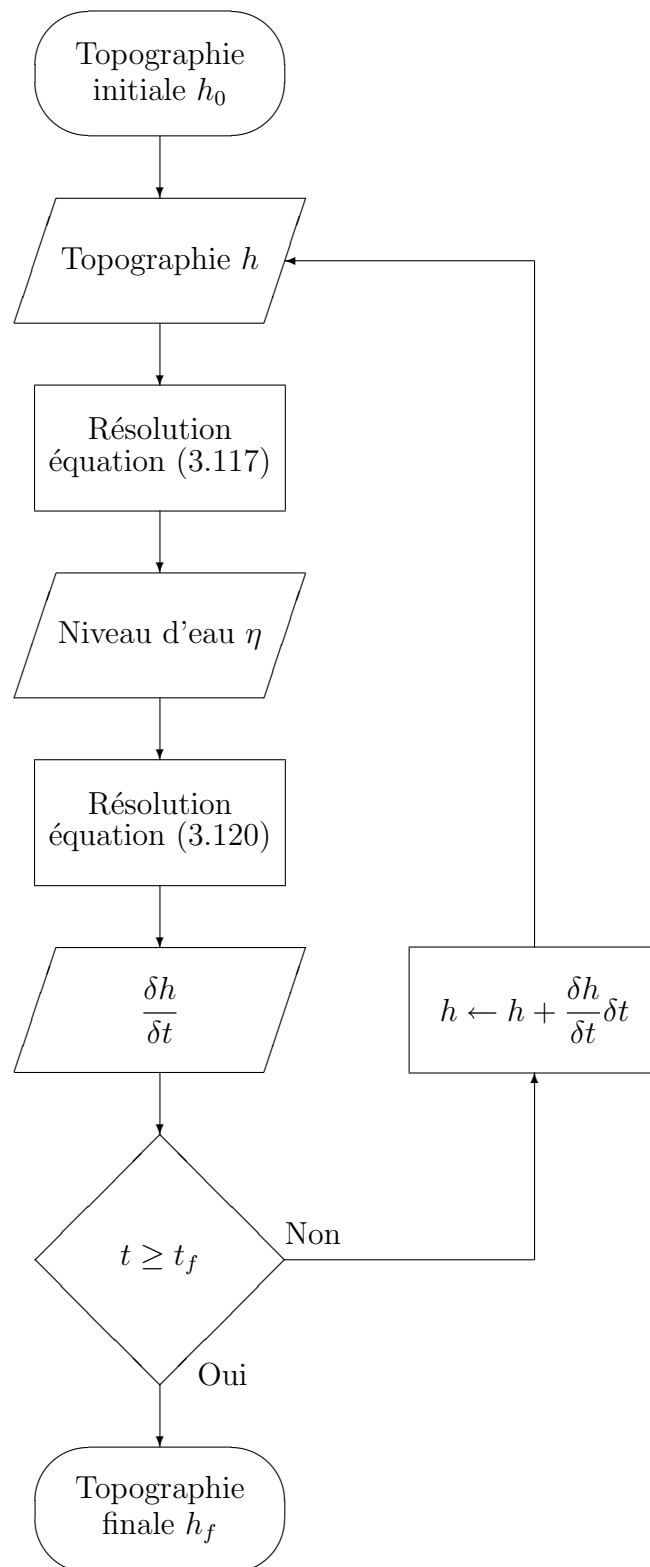 Topographie
initiale h₀
Topographie h
Résolution
équation (3.117)
Niveau d'eau η
Résolution
équation (3.120)
δh
δt
h ← h + δh/δt δt
Non
t ≥ t_f
Oui
Topographie
finale h_f